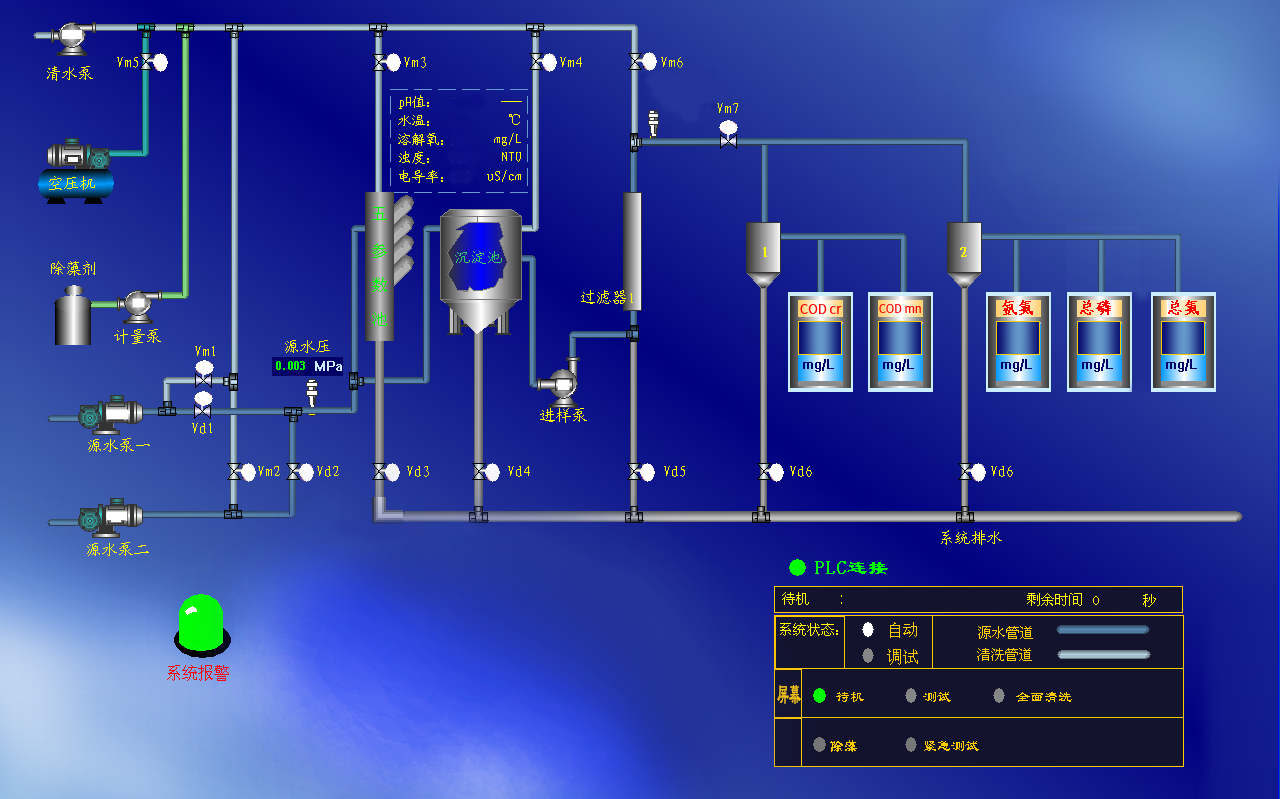 清水泵
Vm5
Vm3
Vm4
Vm6
Vm7
pH值:
水温: ℃
溶解氧: mg/L
浊度: NTU
电导率: uS/cm
空压机
除藻剂
计量泵
五参数
沉淀池
过滤器1
1
2
COD cr
COD mn
氨氮
总磷
总氮
mg/L
mg/L
mg/L
mg/L
mg/L
源水压
0.003 MPa
Vm1
Vd1
源水泵一
进样泵
Vm2
Vd2
Vd3
Vd4
Vd5
Vd6
Vd6
源水泵二
系统排水
PLC连接
待机 : 剩余时间 0 秒
系统状态: 自动 源水管道
调试 清洗管道
屏幕 待机 测试 全面清洗
除藻 紧急测试
系统报警